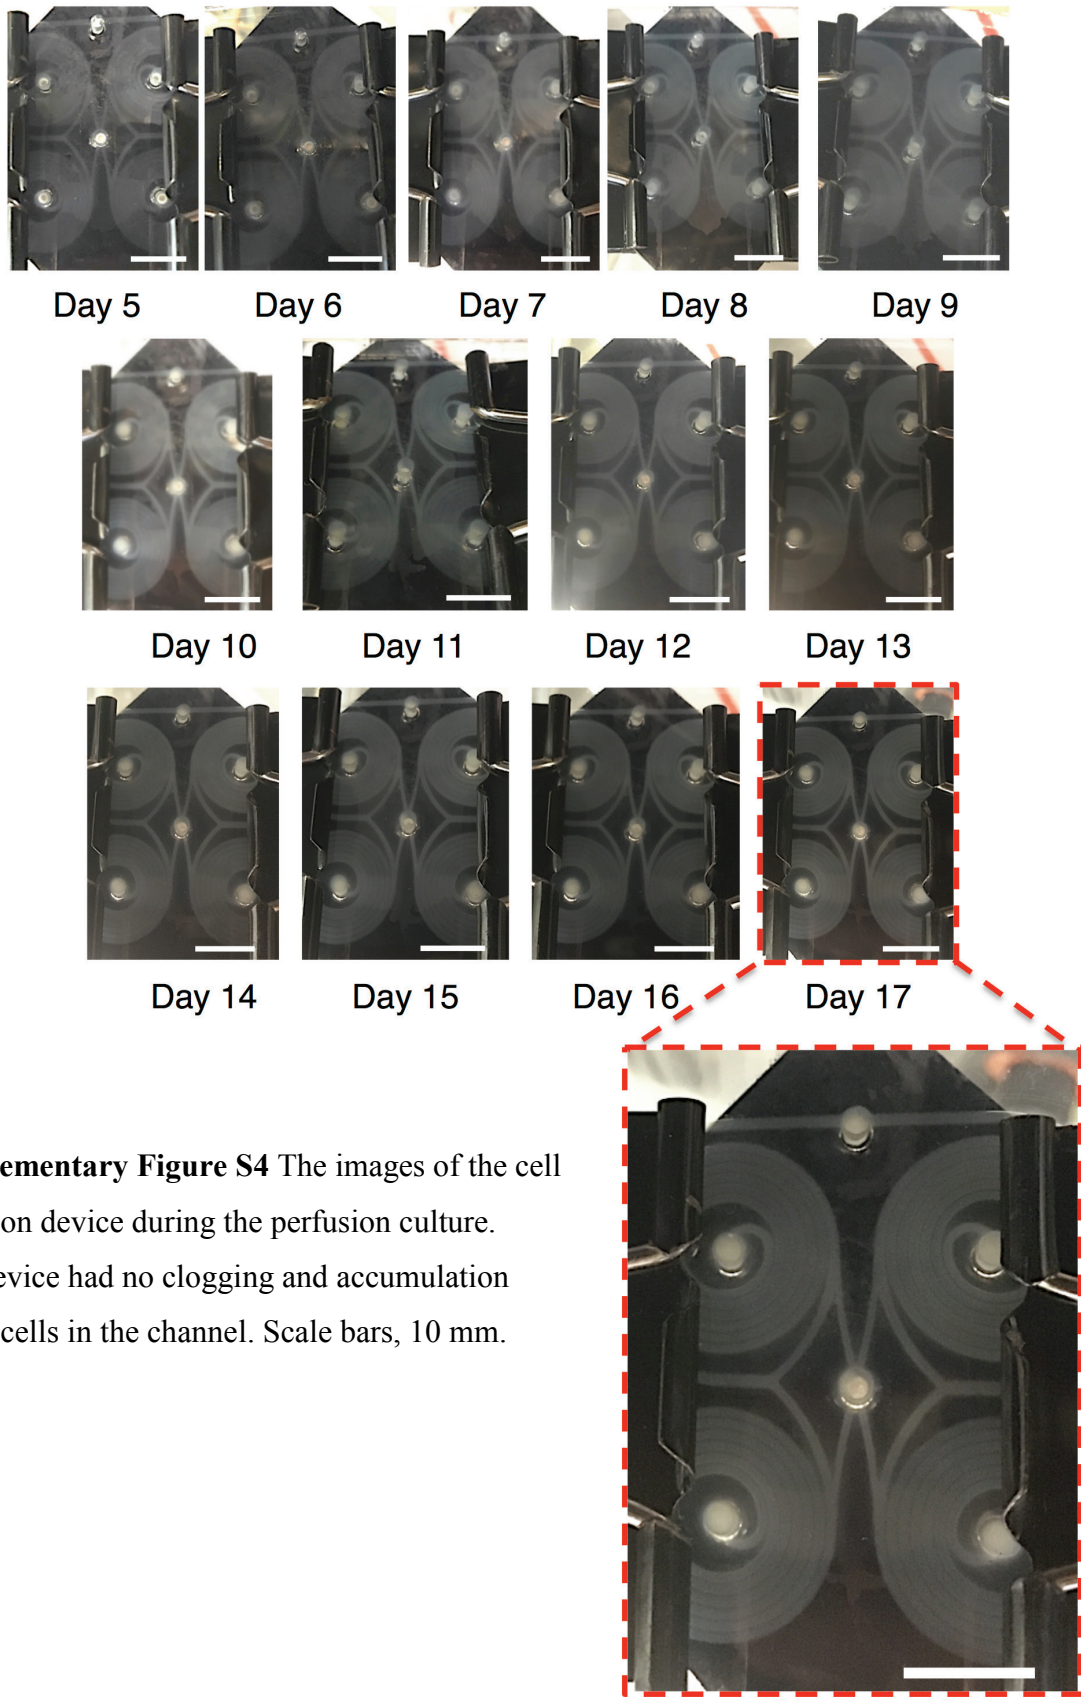 Day 5 Day 6 Day 7 Day 8 Day 9
Day 10 Day 11 Day 12 Day 13
Day 14 Day 15 Day 16 Day 17
ementary Figure S4 The images of the cell
on device during the perfusion culture.
evice had no clogging and accumulation
cells in the channel. Scale bars, 10 mm.